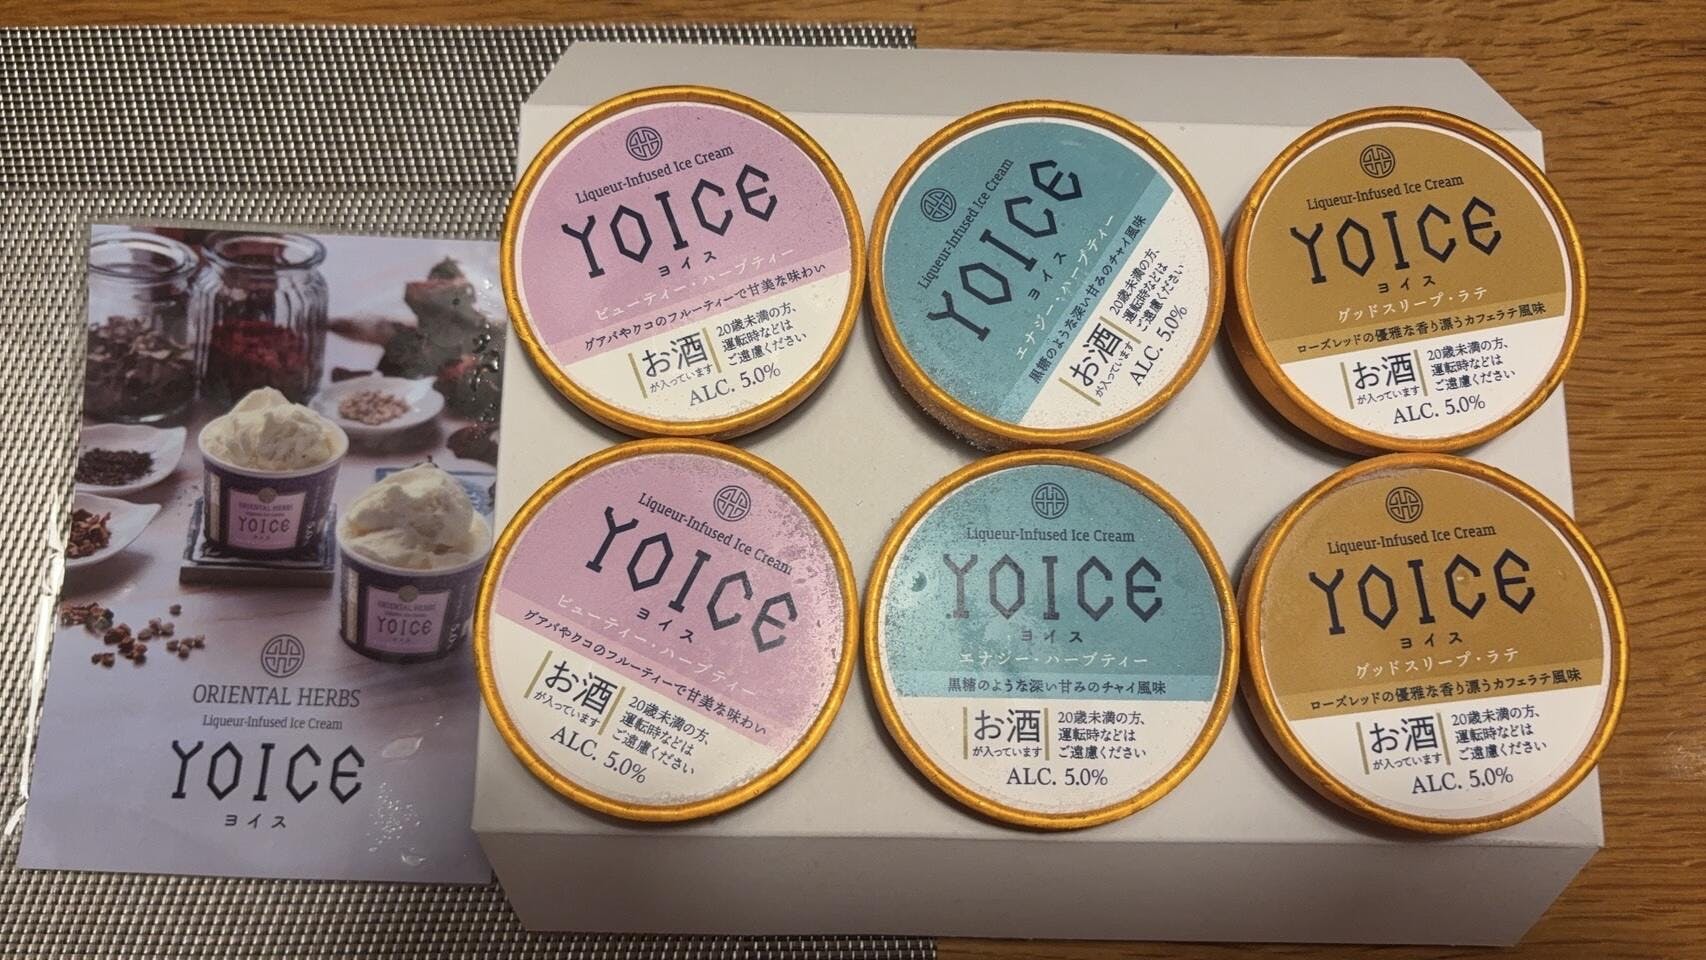 Liqueur-Infused Ice Cream
YOICE
ヨイス
ビューティー・ハーブティー
グアバやクコのフルーティーで甘美な味わい
お酒
が入っています
20歳未満の方、
運転時などは
ご遠慮ください
ALC. 5.0%
Liqueur-Infused Ice Cream
YOICE
ヨイス
エナジー・ハーブティー
黒糖のような深い甘みのチャイ風味
お酒
が入っています
20歳未満の方、
運転時などは
ご遠慮ください
ALC. 5.0%
Liqueur-Infused Ice Cream
YOICE
ヨイス
グッドスリープ・ラテ
ローズレッドの優雅な香り漂うカフェラテ風味
お酒
が入っています
20歳未満の方、
運転時などは
ご遠慮ください
ALC. 5.0%
Liqueur-Infused Ice Cream
YOICE
ヨイス
ビューティー・ハーブティー
グアバやクコのフルーティーで甘美な味わい
お酒
が入っています
20歳未満の方、
運転時などは
ご遠慮ください
ALC. 5.0%
Liqueur-Infused Ice Cream
YOICE
ヨイス
エナジー・ハーブティー
黒糖のような深い甘みのチャイ風味
お酒
が入っています
20歳未満の方、
運転時などは
ご遠慮ください
ALC. 5.0%
Liqueur-Infused Ice Cream
YOICE
ヨイス
グッドスリープ・ラテ
ローズレッドの優雅な香り漂うカフェラテ風味
お酒
が入っています
20歳未満の方、
運転時などは
ご遠慮ください
ALC. 5.0%
ORIENTAL HERBS
YOICE
ORIENTAL HERBS
YOICE
ORIENTAL HERBS
Liqueur-Infused Ice Cream
YOICE
ヨイス